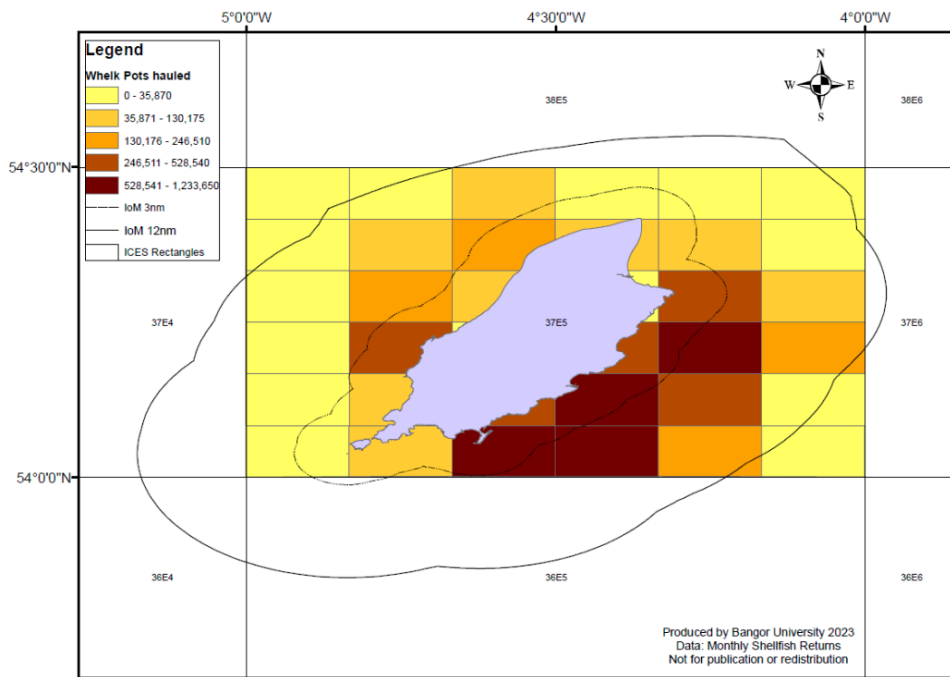 5°0'0"W
4°30'0"W
4°0'0"W
Legend
Whelk Pots hauled
0 - 35,870
35,871 - 130,175
130,176 - 246,510
246,511 - 528,540
528,541 - 1,233,650
IoM 3nm
IoM 12nm
ICES Rectangles
N
W
E
S
38E5
38E6
54°30'0"N
37E4
37E5
37E6
54°0'0"N
36E4
36E5
36E6
Produced by Bangor University 2023
Data: Monthly Shellfish Returns
Not for publication or redistribution